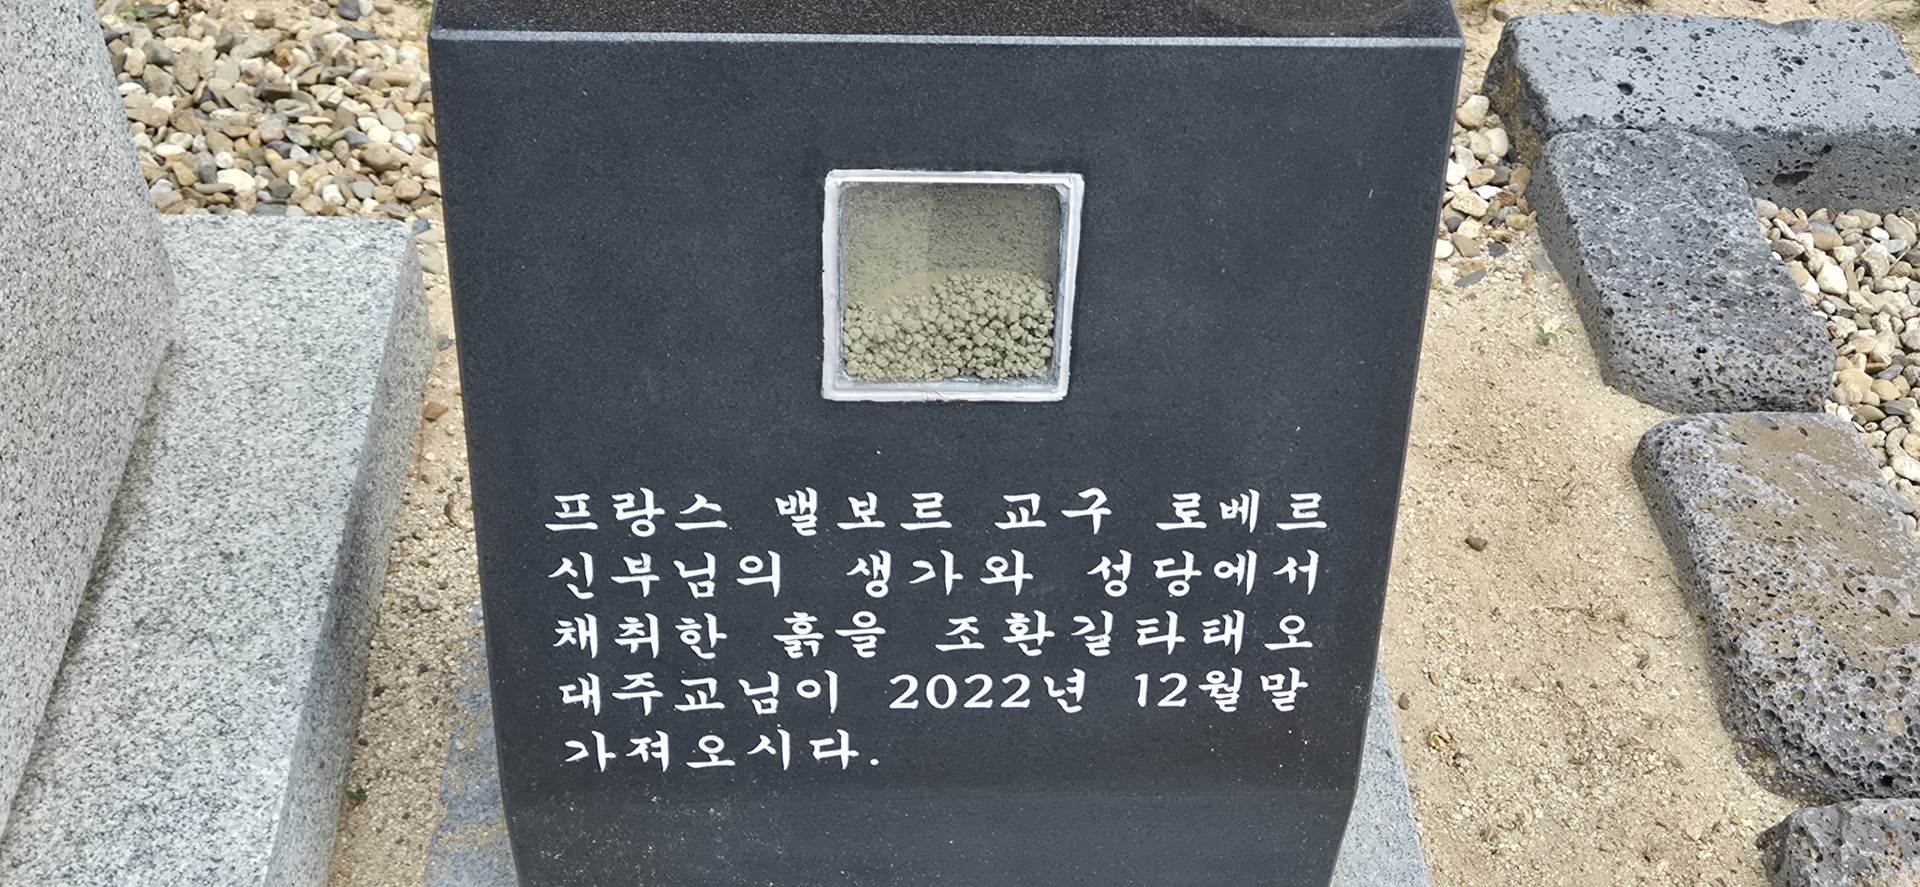 프랑스 밸보르 교구 로베르
신부님의 생가와 성당에서
채취한 흙을 조환길타태오
대주교님이 2022년 12월말
가져오시다.